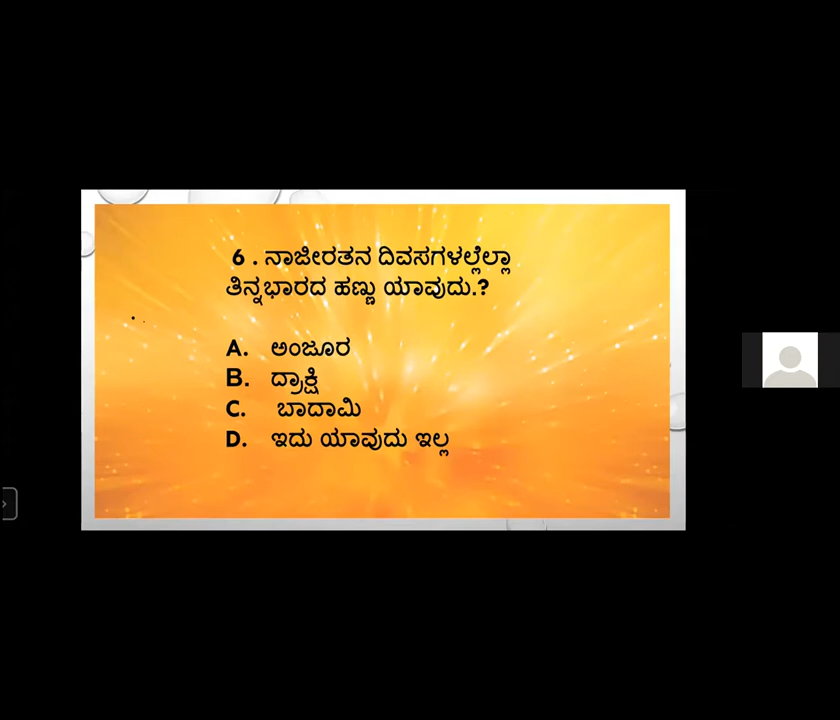 6 . ನಾಜೀರತನ ದಿವಸಗಳಲ್ಲೆಲ್ಲಾ
ತಿನ್ನಭಾರದ ಹಣ್ಣು ಯಾವುದು.?
A. ಅಂಜೂರ
B. ದ್ರಾಕ್ಷಿ
C. ಬಾದಾಮಿ
D. ಇದು ಯಾವುದು ಇಲ್ಲ